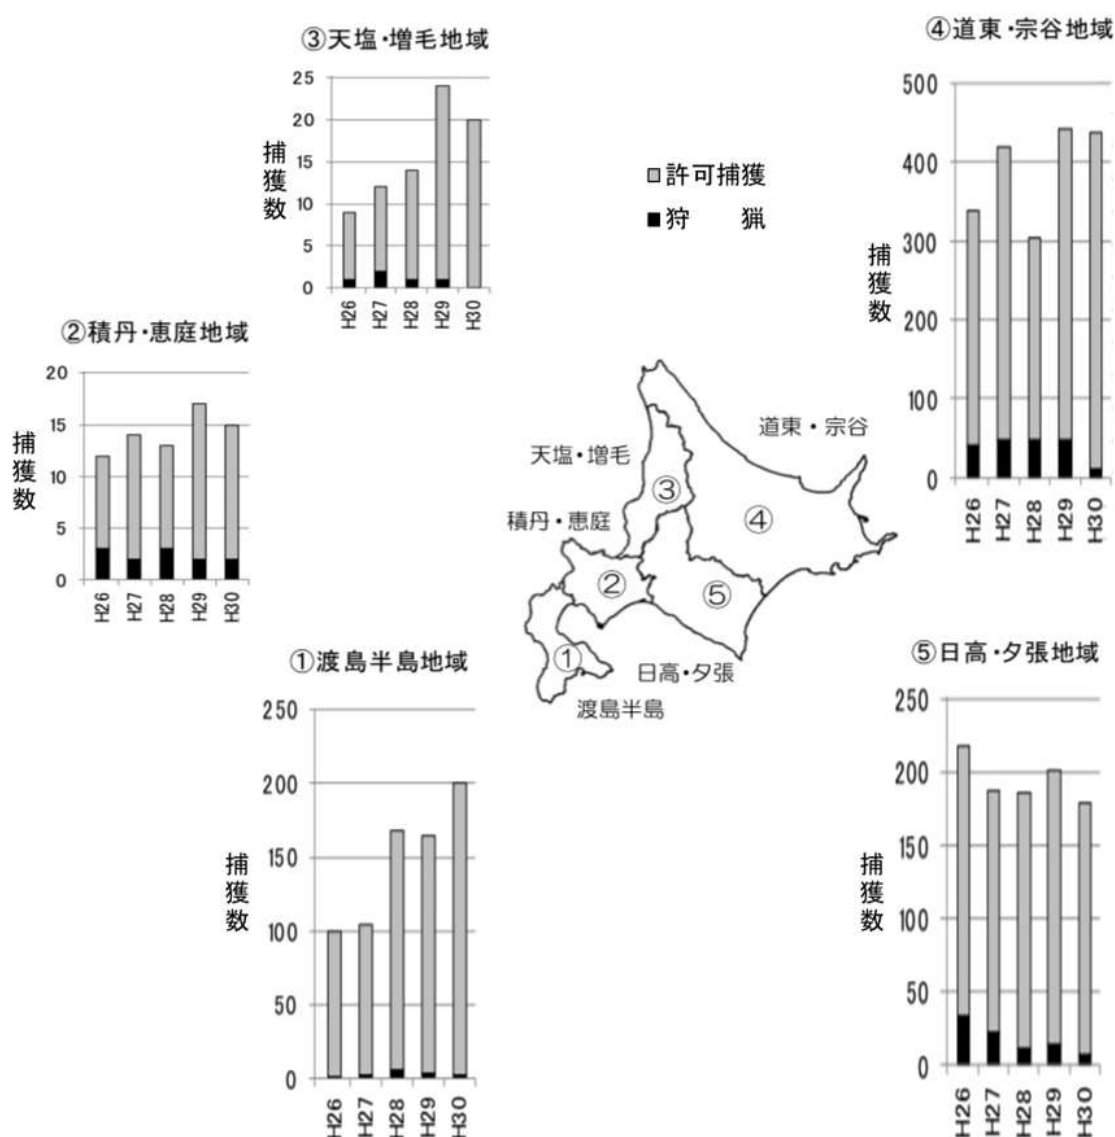 ③天塩・増毛地域
25
20
15
10
5
0
捕獲数
H26 H27 H28 H29 H30
④道東・宗谷地域
500
400
300
200
100
0
捕獲数
H26 H27 H28 H29 H30
許可捕獲
狩 猟
②積丹・恵庭地域
20
15
10
5
0
捕獲数
H26 H27 H28 H29 H30
道東・宗谷
天塩・増毛
③
積丹・恵庭
④
②
⑤
①
日高・夕張
渡島半島
①渡島半島地域
250
200
150
100
50
0
捕獲数
H26 H27 H28 H29 H30
⑤日高・夕張地域
250
200
150
100
50
0
捕獲数
H26 H27 H28 H29 H30